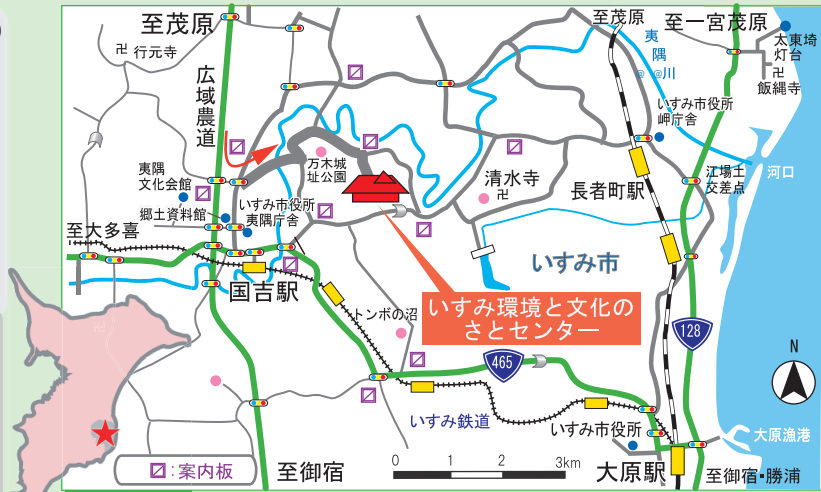 至茂原
至茂原
至一宮茂原
卍 行元寺
広域農道
夷隅川
太東埼
灯台
卍
飯縄寺
いすみ市役所
岬庁舎
夷隅
文化会館
万木城
址公園
清水寺
卍
長者町駅
江場土
交差点
河口
郷土資料館
いすみ市役所
夷隅庁舎
至大多喜
国吉駅
いすみ市
トンボの沼
いすみ環境と文化の
さとセンター
128
465
N
いすみ鉄道
いすみ市役所
大原漁港
:案内板
至御宿
0 1 2 3km
大原駅
至御宿・勝浦